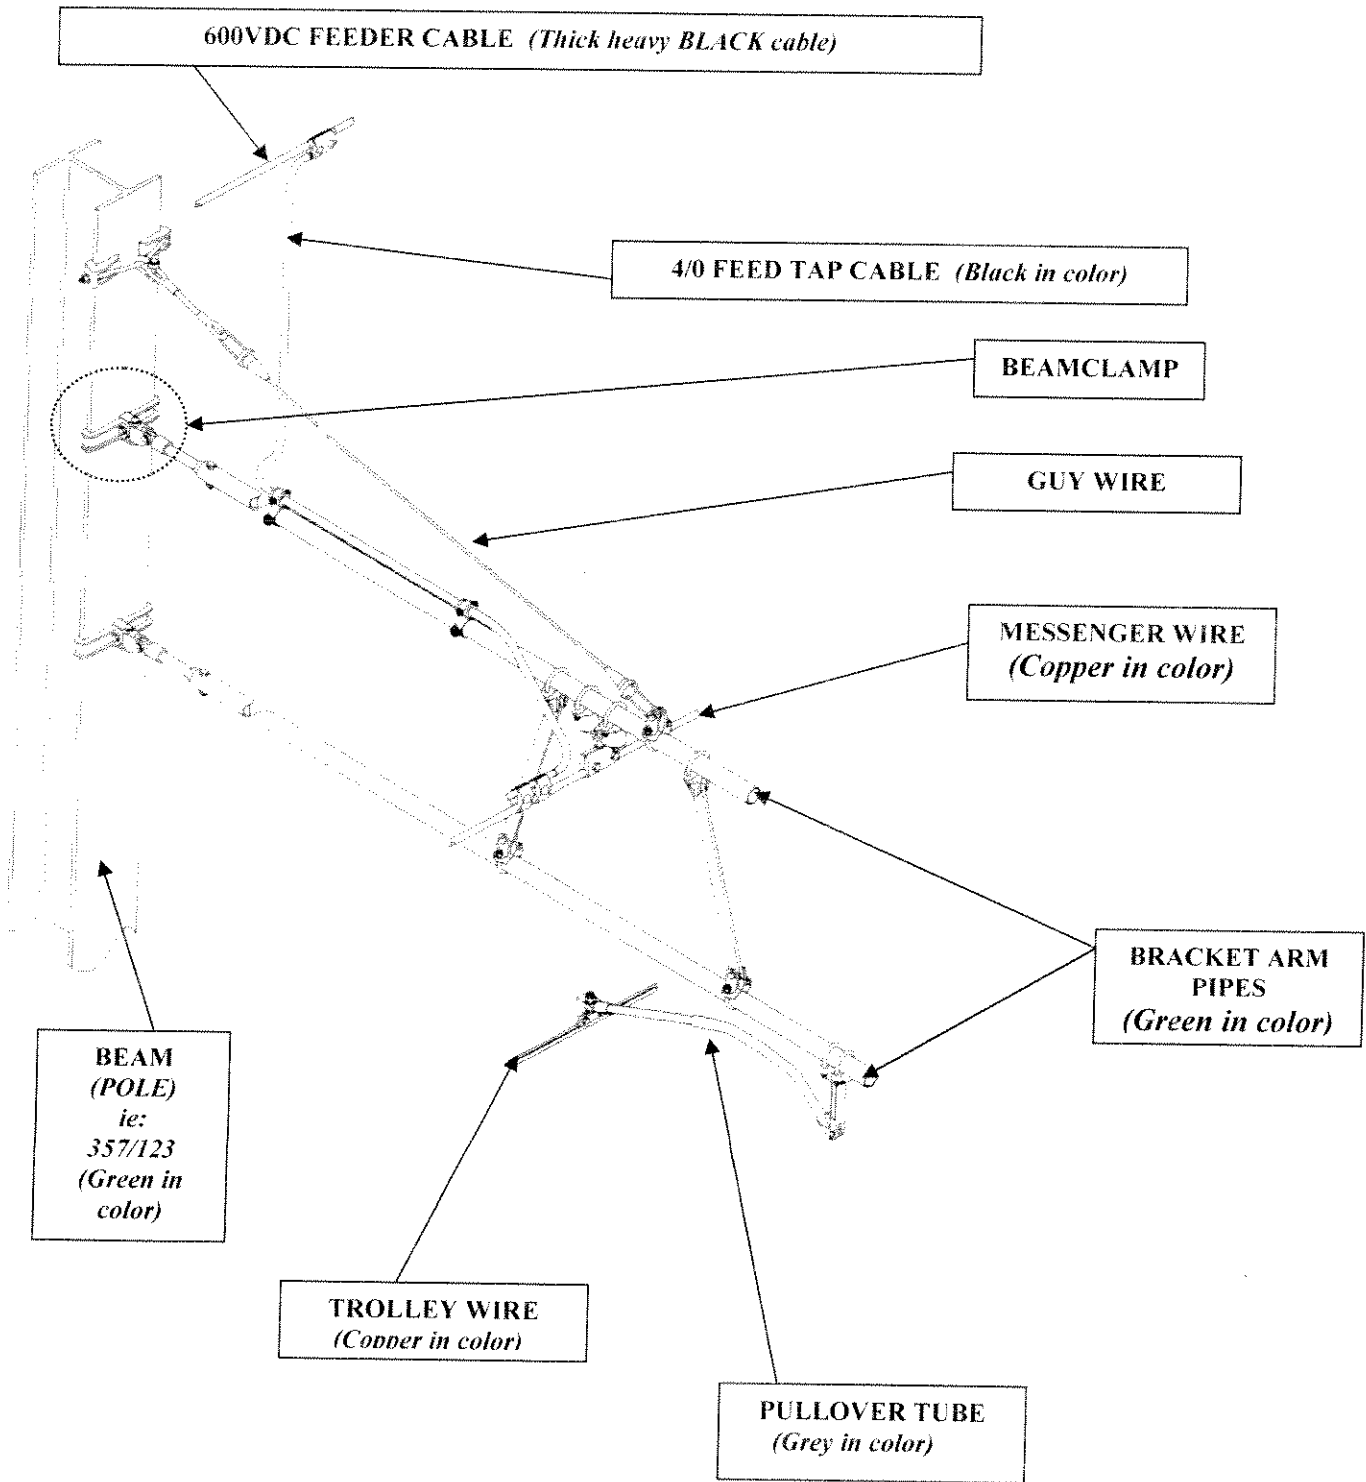 600VDC FEEDER CABLE (Thick heavy BLACK cable)
4/0 FEED TAP CABLE (Black in color)
BEAMCLAMP
GUY WIRE
MESSENGER WIRE
(Copper in color)
BRACKET ARM
PIPES
(Green in color)
BEAM
(POLE)
ie:
357/123
(Green in
color)
TROLLEY WIRE
(Copper in color)
PULLOVER TUBE
(Grey in color)